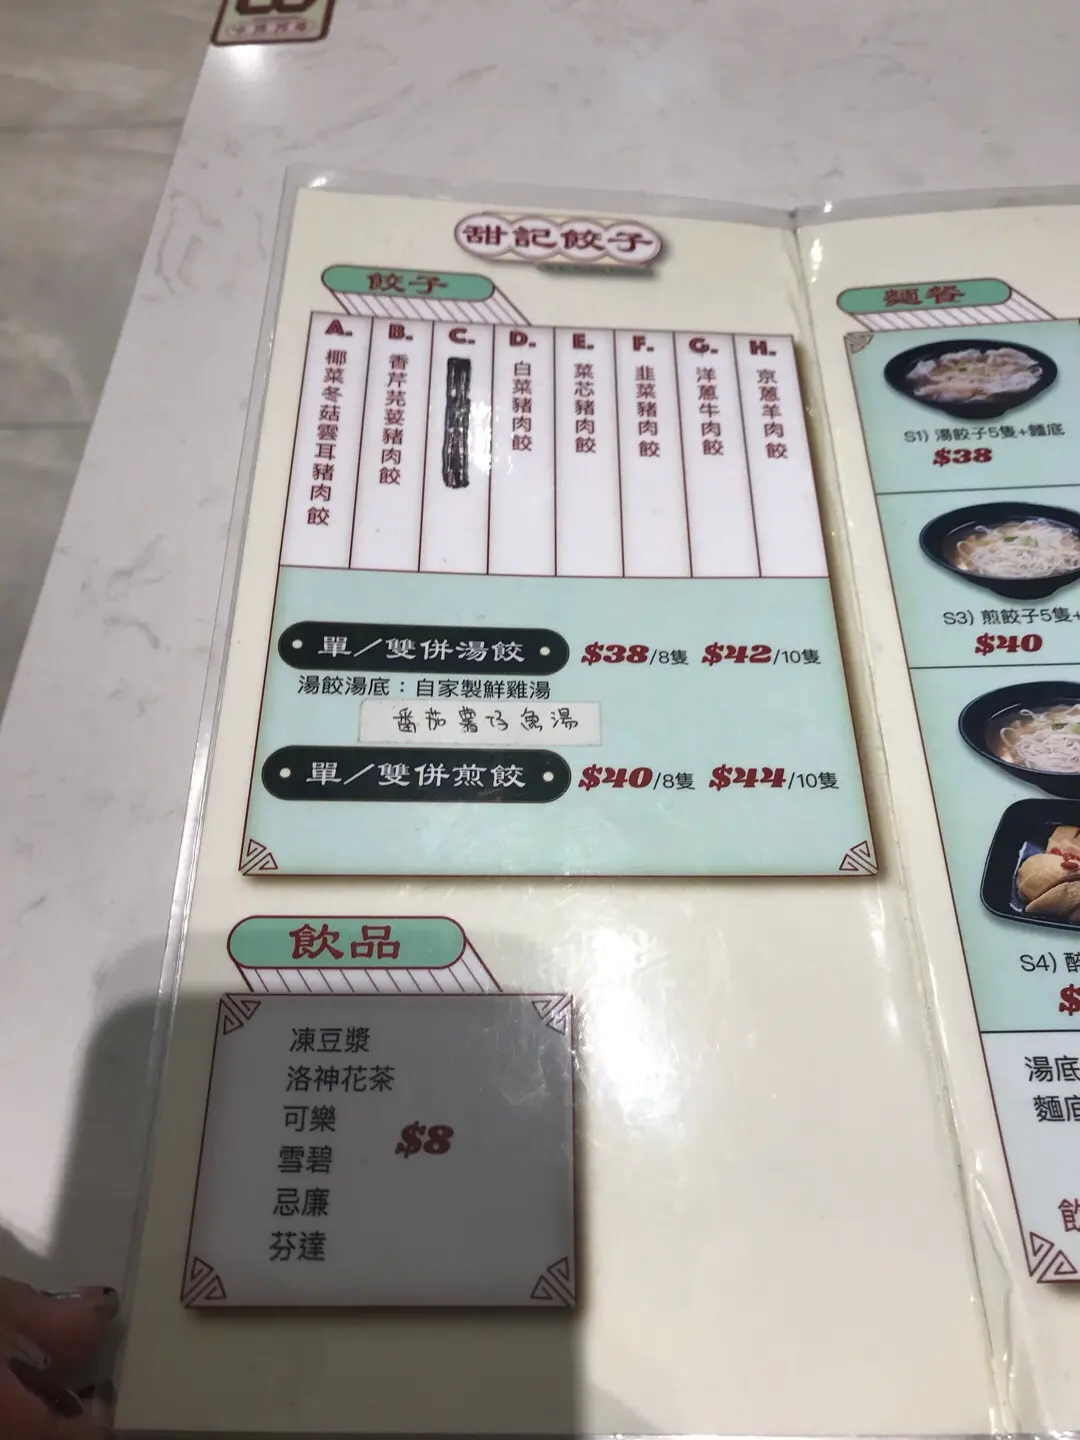 甜記餃子
餃子
A. 椰菜冬菇雲耳豬肉餃
B. 香芹芫荽豬肉餃
C.
D. 白菜豬肉餃
E. 菜芯豬肉餃
F. 韭菜豬肉餃
G. 洋蔥牛肉餃
H. 京蔥羊肉餃
單／雙併湯餃 $38/8隻 $42/10隻
湯餃湯底：自家製鮮雞湯
番茄薯仔魚湯
單／雙併煎餃 $40/8隻 $44/10隻
飲品
凍豆漿
洛神花茶
可樂
$8
雪碧
忌廉
芬達
麵餐
S1) 湯餃子5隻+麵底
$38
S3) 煎餃子5隻+
$40
S4) 醉
$
湯底
麵底
飲